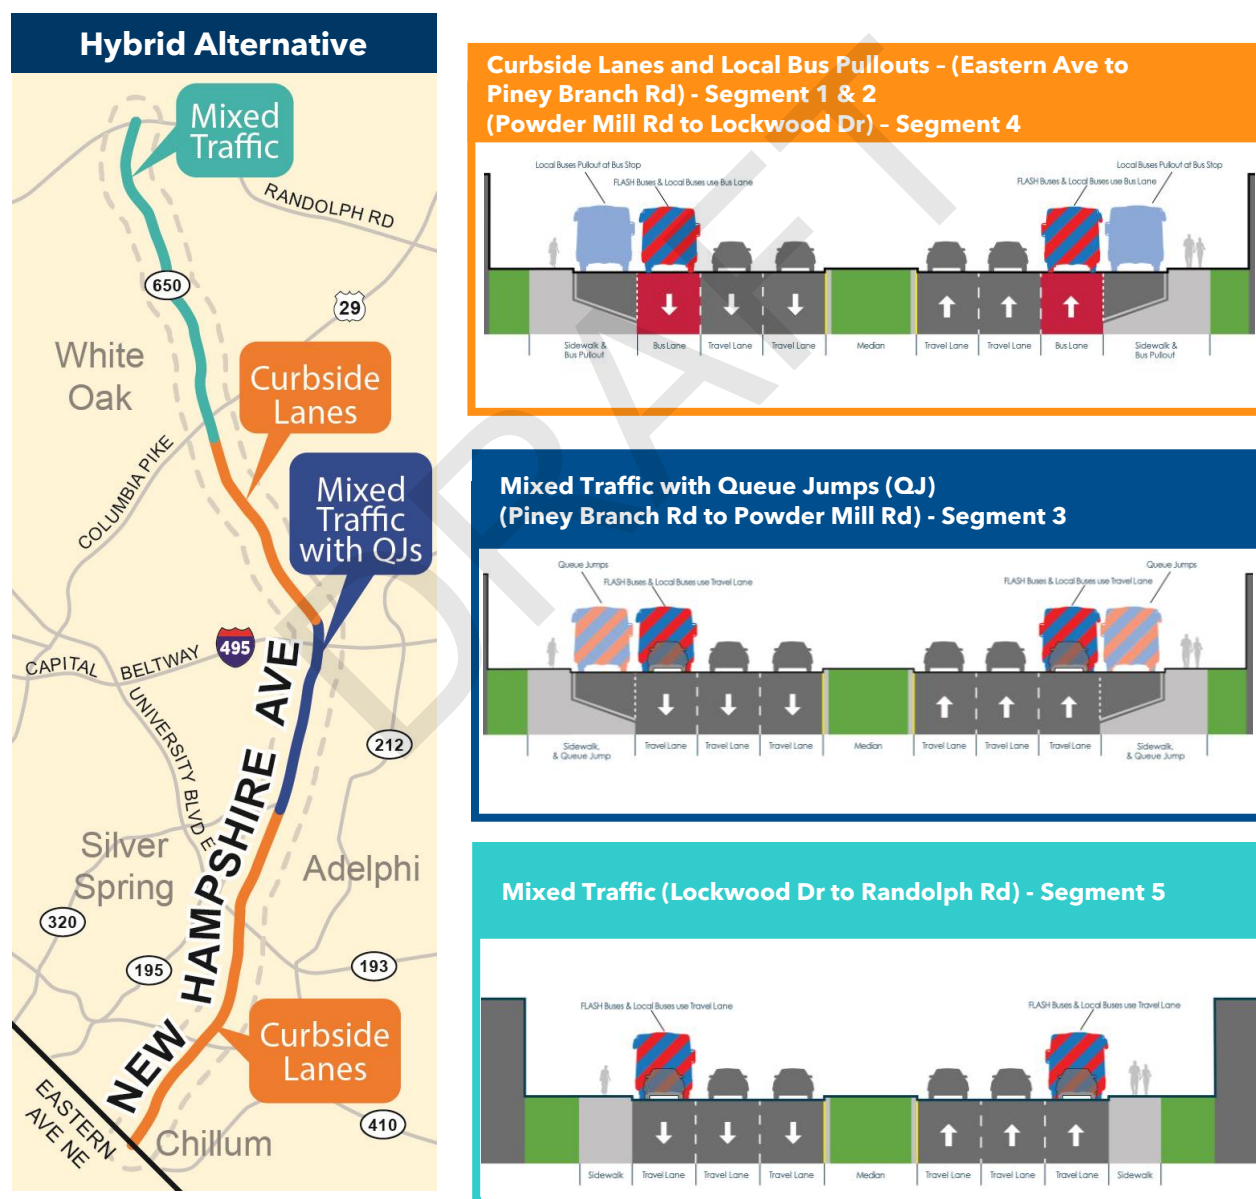 Hybrid Alternative
Mixed
Traffic
RANDOLPH RD
650
29
White
Oak
Curbside
Lanes
COLUMBIA PIKE
Mixed
Traffic
with QJs
495
CAPITAL BELTWAY
UNIVERSITY BLVD E
212
NEW HAMPSHIRE AVE
Silver
Spring
Adelphi
320
195
193
Curbside
Lanes
EASTERN
AVE NE
Chillum
410
Curbside Lanes and Local Bus Pullouts – (Eastern Ave to
Piney Branch Rd) - Segment 1 & 2
(Powder Mill Rd to Lockwood Dr) – Segment 4
Local Buses Pullout at Bus Stop
FLASH Buses & Local Buses use Bus Lane
Local Buses Pullout at Bus Stop
FLASH Buses & Local Buses use Bus Lane
Sidewalk &
Bus Pullout
Bus Lane
Travel Lane
Travel Lane
Median
Travel Lane
Travel Lane
Bus Lane
Sidewalk &
Bus Pullout
Mixed Traffic with Queue Jumps (QJ)
(Piney Branch Rd to Powder Mill Rd) - Segment 3
Queue Jumps
FLASH Buses & Local Buses use Travel Lane
Queue Jumps
FLASH Buses & Local Buses use Travel Lane
Sidewalk,
& Queue Jump
Travel Lane
Travel Lane
Travel Lane
Median
Travel Lane
Travel Lane
Travel Lane
Sidewalk,
& Queue Jump
Mixed Traffic (Lockwood Dr to Randolph Rd) - Segment 5
FLASH Buses & Local Buses use Travel Lane
FLASH Buses & Local Buses use Travel Lane
Sidewalk
Travel Lane
Travel Lane
Travel Lane
Median
Travel Lane
Travel Lane
Travel Lane
Sidewalk
DRAFT